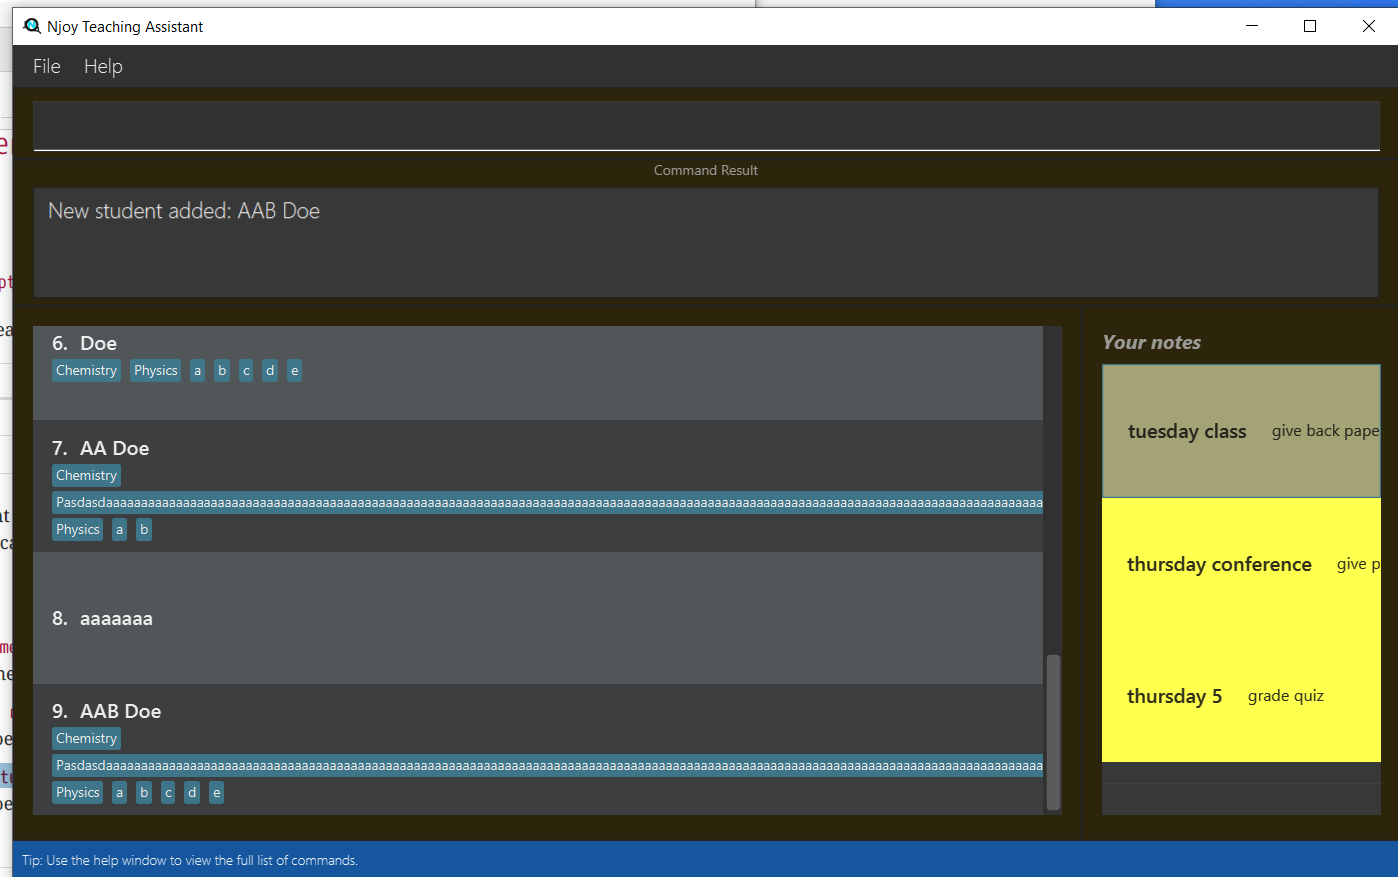 Njoy Teaching Assistant
File Help
Command Result
New student added: AAB Doe
6. Doe
Chemistry Physics a b c d e
7. AA Doe
Chemistry
Physics a b
8. aaaaaaa
9. AAB Doe
Chemistry
Physics a b c d e
Your notes
tuesday class give back pape
thursday conference give p
thursday 5 grade quiz
Tip: Use the help window to view the full list of commands.